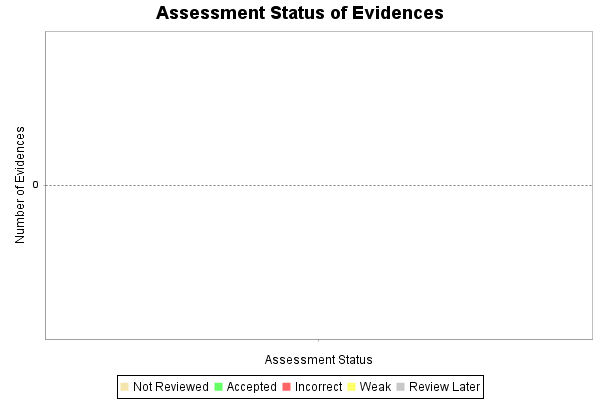 Assessment Status of Evidences
Number of Evidences
0
Assessment Status
Not Reviewed Accepted Incorrect Weak Review Later